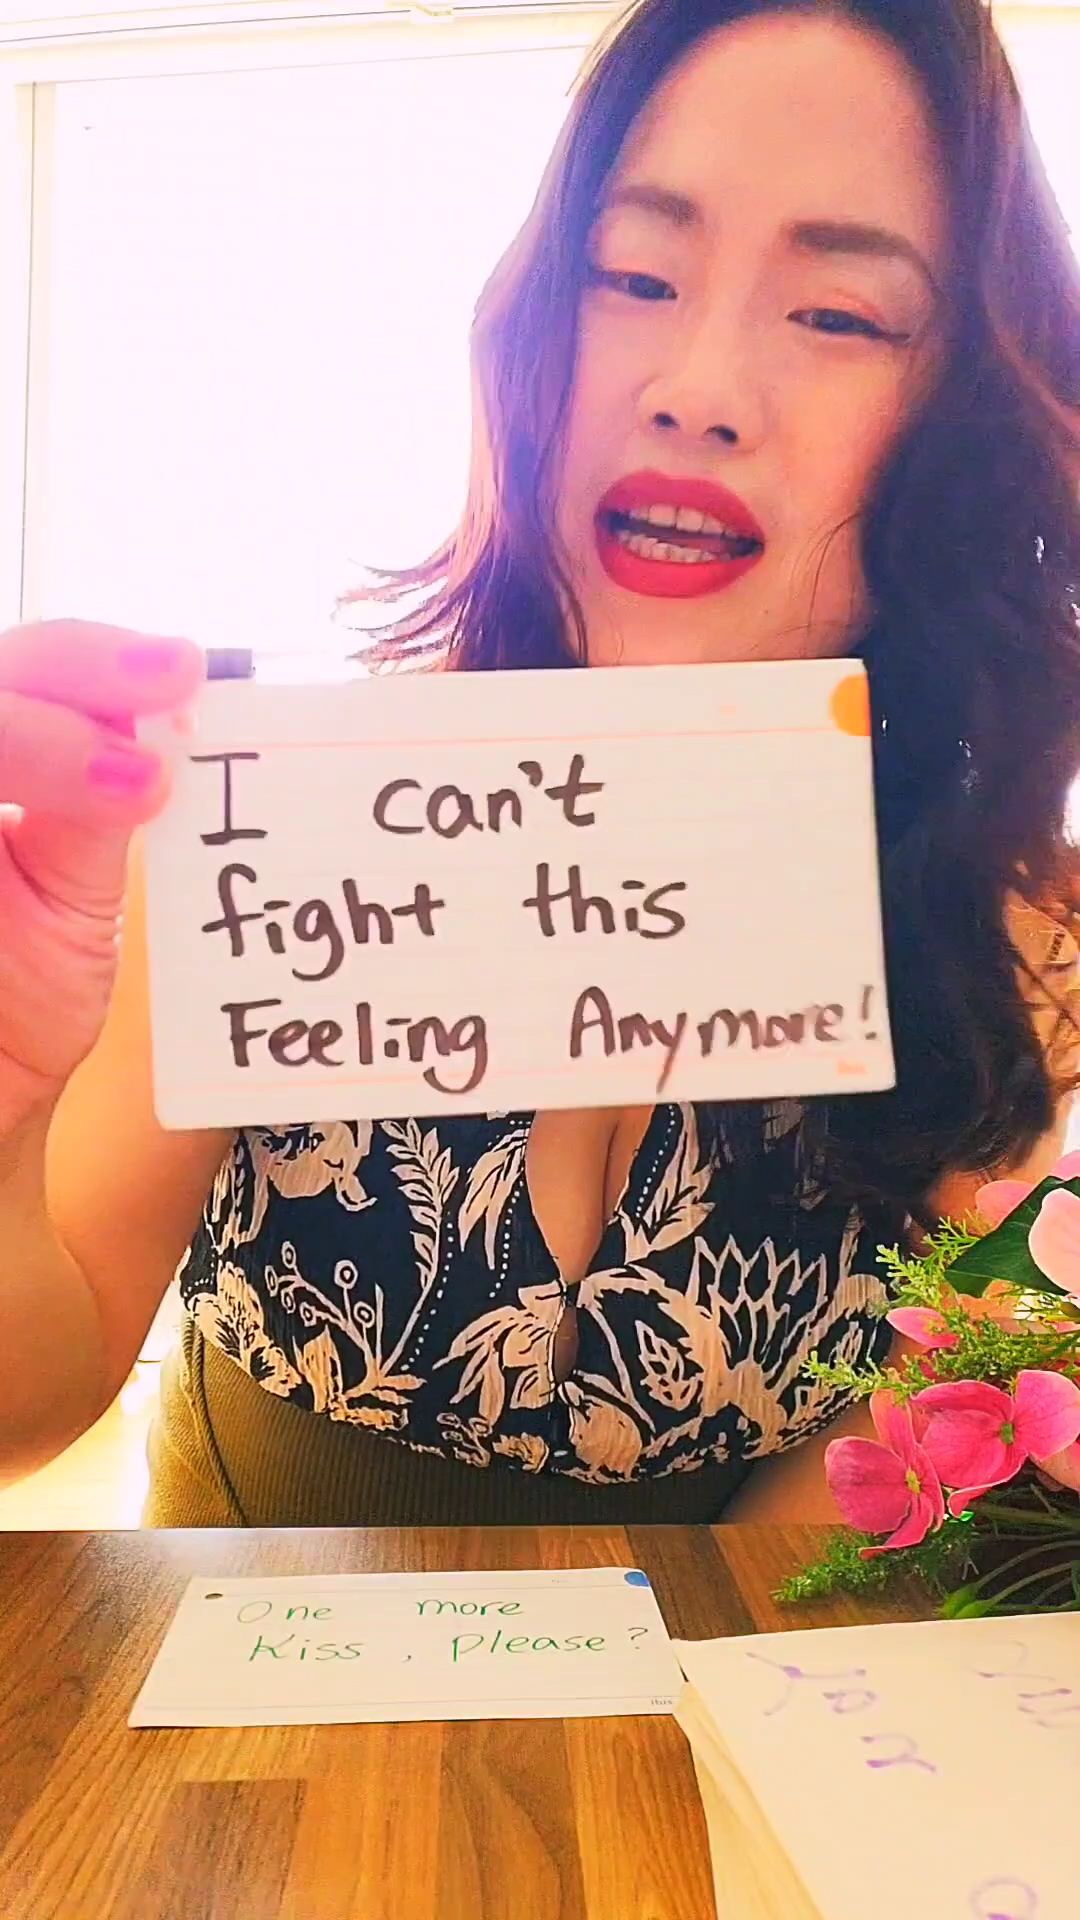 I can't
fight this
Feeling Anymore!
One more
Kiss, please?